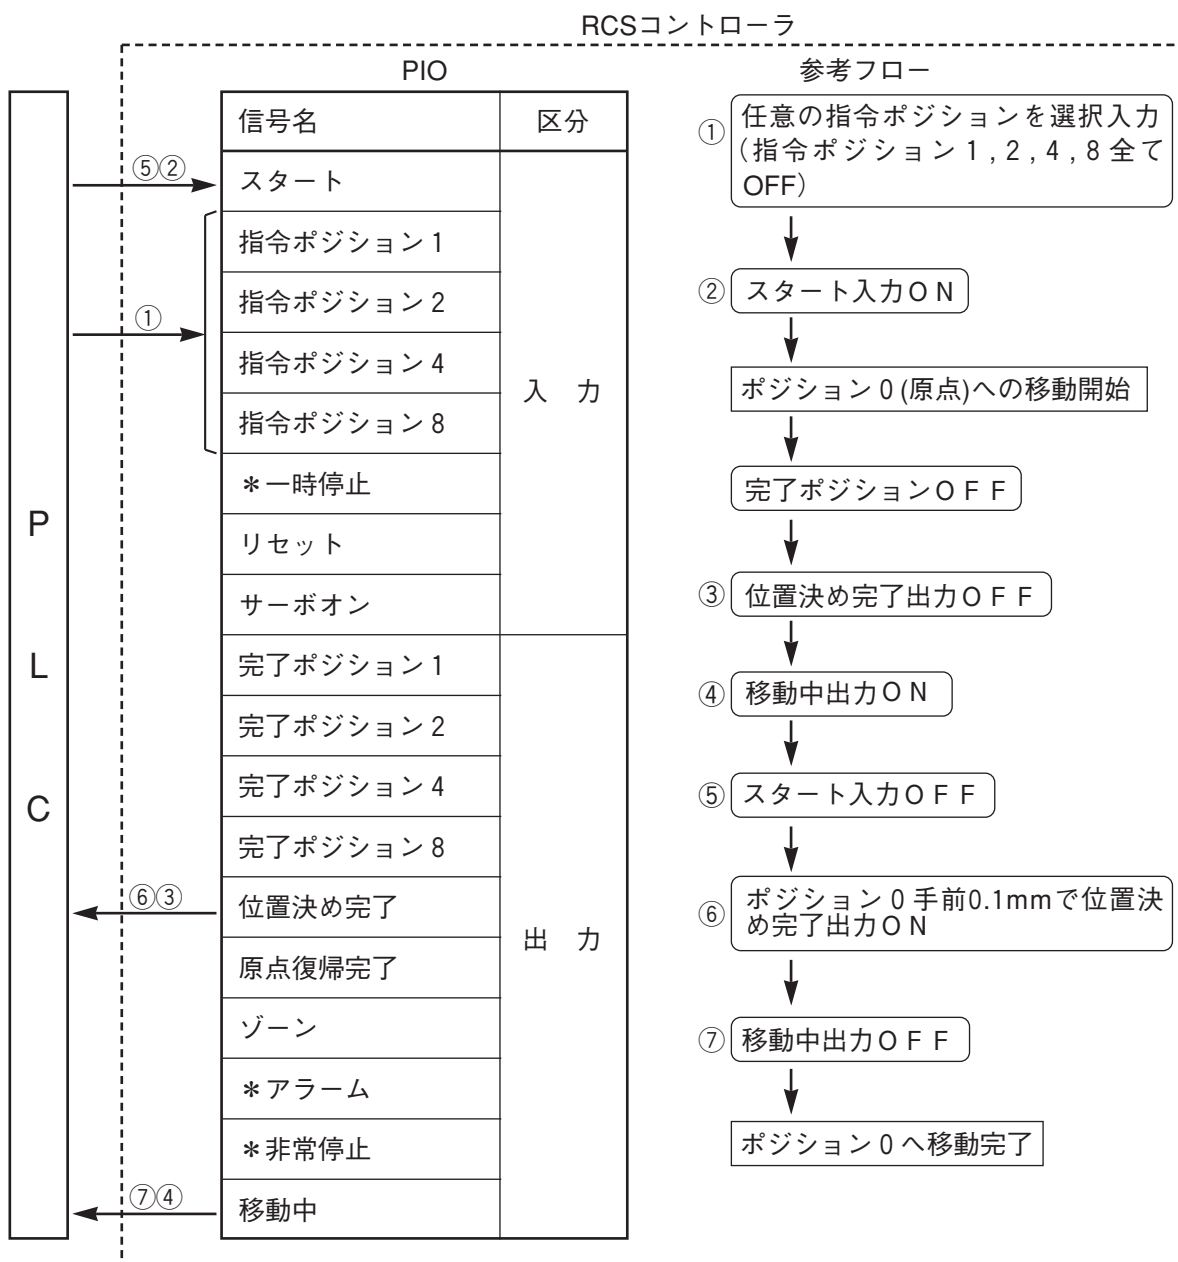 RCSコントローラ
PIO
参考フロー
信号名
区分
⑤②
スタート
指令ポジション1
指令ポジション2
①
指令ポジション4
指令ポジション8
入 力
*一時停止
リセット
サーボオン
完了ポジション1
完了ポジション2
完了ポジション4
完了ポジション8
⑥③
位置決め完了
出 力
原点復帰完了
ゾーン
*アラーム
*非常停止
⑦④
移動中
P
L
C
①
任意の指令ポジションを選択入力
(指令ポジション1,2,4,8全て
OFF)
②
スタート入力ON
ポジション0(原点)への移動開始
完了ポジションOFF
③
位置決め完了出力OFF
④
移動中出力ON
⑤
スタート入力OFF
⑥
ポジション0手前0.1mmで位置決
め完了出力ON
⑦
移動中出力OFF
ポジション0へ移動完了